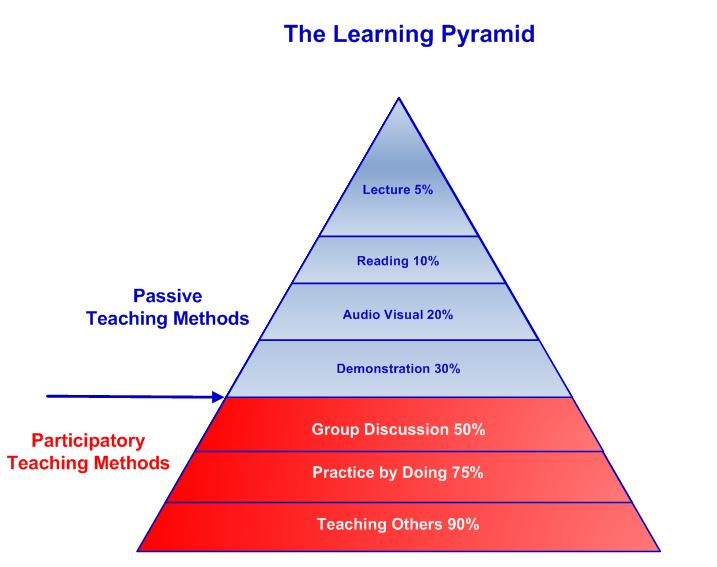 The Learning Pyramid
Lecture 5%
Reading 10%
Passive
Teaching Methods
Audio Visual 20%
Demonstration 30%
Participatory
Teaching Methods
Group Discussion 50%
Practice by Doing 75%
Teaching Others 90%